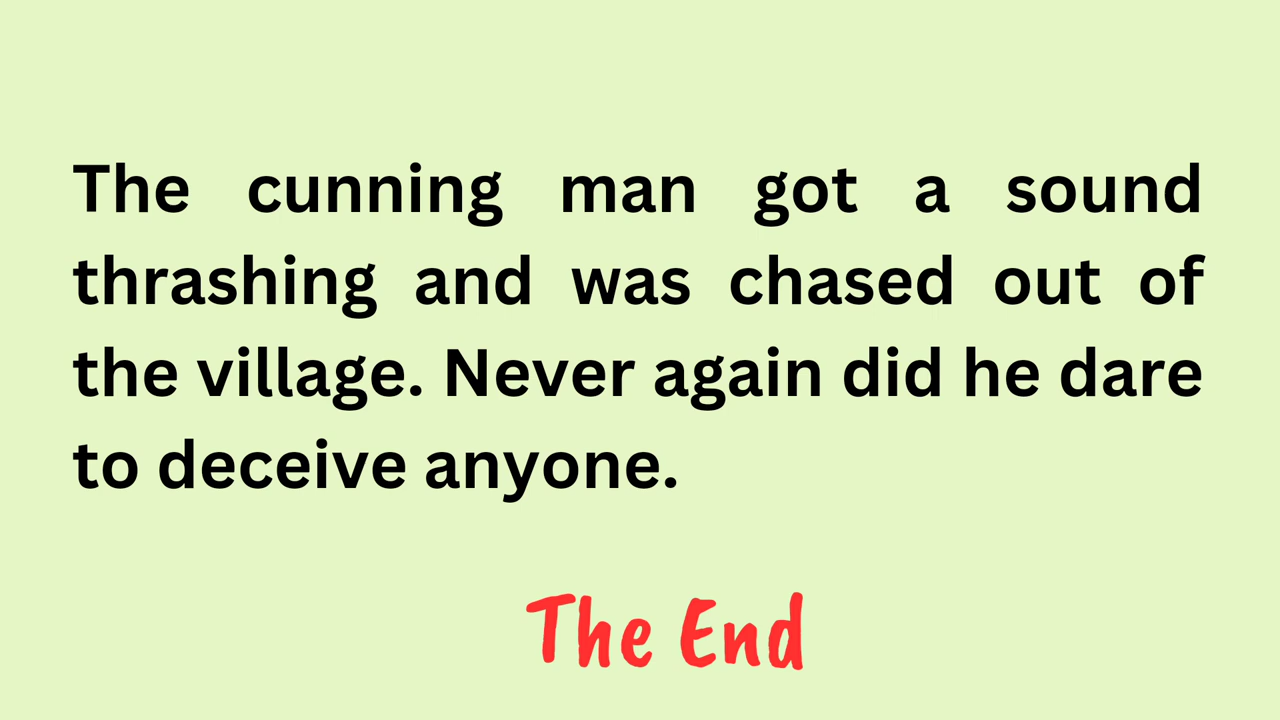 The cunning man got a sound
thrashing and was chased out of
the village. Never again did he dare
to deceive anyone.
The End